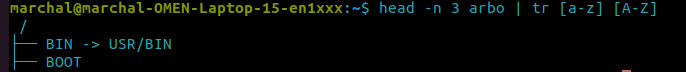 marchal@marchal-OMEN-Laptop-15-en1xxx:~$ head -n 3 arbo | tr [a-z] [A-Z]
/
├── BIN -> USR/BIN
├── BOOT